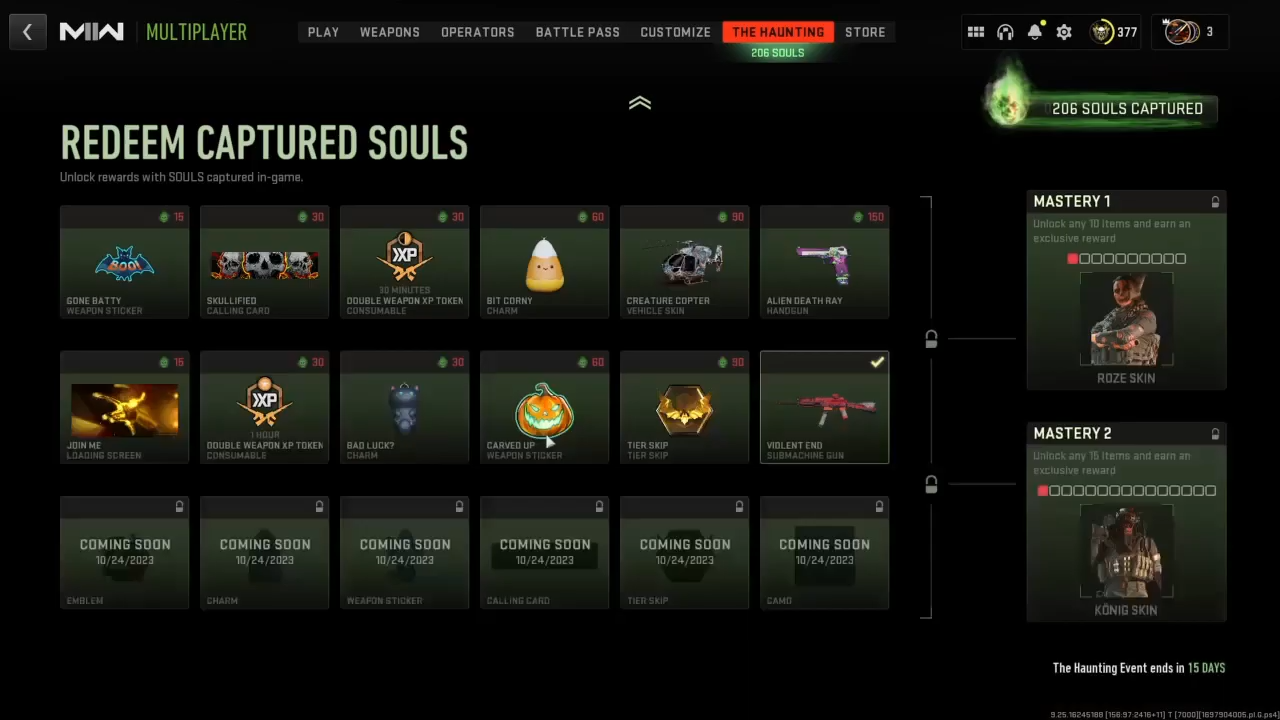 MW MULTIPLAYER PLAY WEAPONS OPERATORS BATTLE PASS CUSTOMIZE THE HAUNTING STORE 377 3
206 SOULS
206 SOULS CAPTURED
REDEEM CAPTURED SOULS
Unlock rewards with SOULS captured in-game.
15 30 30 60 90 150
BOO!
XP
30 MINUTES
GONE BATTY SKULLIFIED DOUBLE WEAPON XP TOKEN BIT CORNY CREATURE COPTER ALIEN DEATH RAY
WEAPON STICKER CALLING CARD CONSUMABLE CHARM VEHICLE SKIN HANDGUN
15 30 30 60 90
XP
1 HOUR
JOIN ME DOUBLE WEAPON XP TOKEN BAD LUCK? CARVED UP TIER SKIP VIOLENT END
LOADING SCREEN CONSUMABLE CHARM WEAPON STICKER TIER SKIP SUBMACHINE GUN
COMING SOON COMING SOON COMING SOON COMING SOON COMING SOON COMING SOON
10/24/2023 10/24/2023 10/24/2023 10/24/2023 10/24/2023 10/24/2023
EMBLEM CHARM WEAPON STICKER CALLING CARD TIER SKIP CAMO
MASTERY 1
Unlock any 10 items and earn an
exclusive reward
ROZE SKIN
MASTERY 2
Unlock any 15 items and earn an
exclusive reward
KÖNIG SKIN
The Haunting Event ends in 15 DAYS